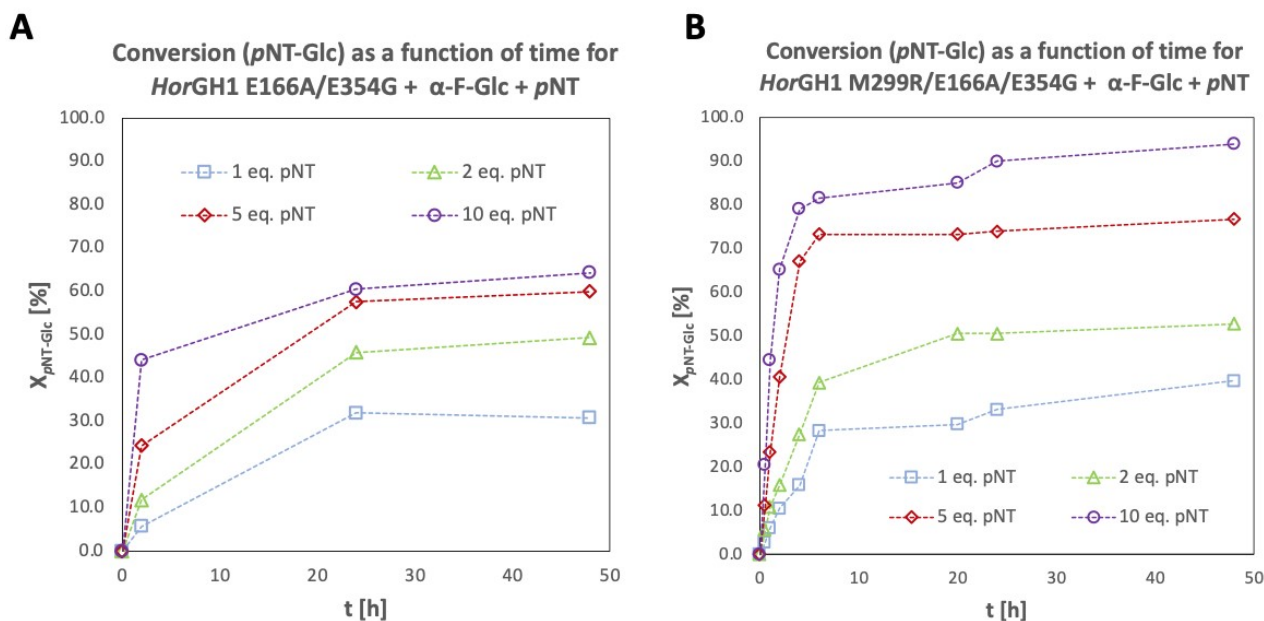 A
Conversion (pNT-Glc) as a function of time for
HorGH1 E166A/E354G + α-F-Glc + pNT
100.0
90.0
80.0
70.0
60.0
50.0
40.0
30.0
20.0
10.0
0.0
XpNT-Glc [%]
1 eq. pNT
2 eq. pNT
5 eq. pNT
10 eq. pNT
0
10
20
30
40
50
t [h]
B
Conversion (pNT-Glc) as a function of time for
HorGH1 M299R/E166A/E354G + α-F-Glc + pNT
100.0
90.0
80.0
70.0
60.0
50.0
40.0
30.0
20.0
10.0
0.0
XpNT-Glc [%]
1 eq. pNT
2 eq. pNT
5 eq. pNT
10 eq. pNT
0
10
20
30
40
50
t [h]